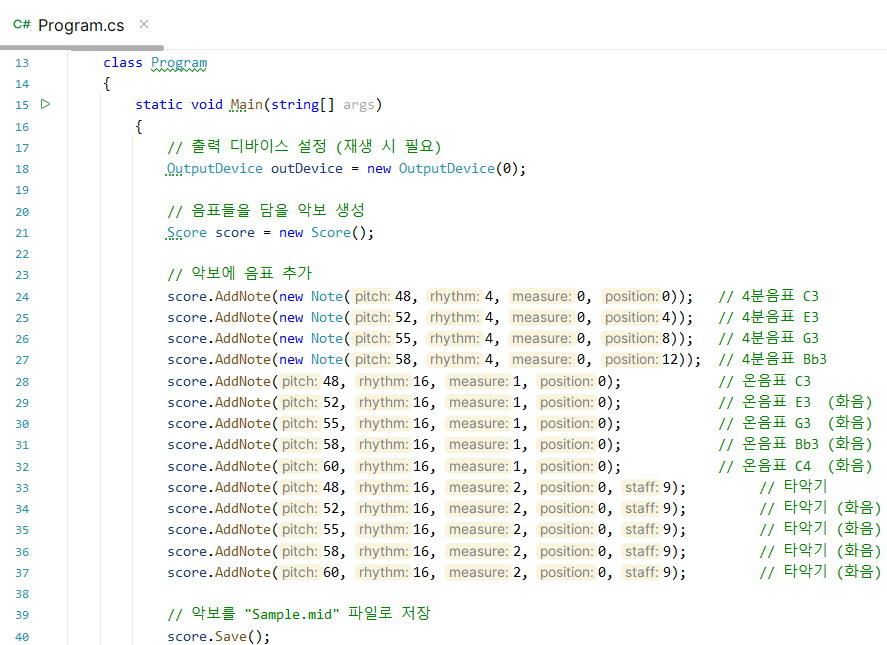 C# Program.cs ×
13 class Program
14 {
15 static void Main(string[] args)
16 {
17 // 출력 디바이스 설정 (재생 시 필요)
18 OutputDevice outDevice = new OutputDevice(0);
19
20 // 음표들을 담을 악보 생성
21 Score score = new Score();
22
23 // 악보에 음표 추가
24 score.AddNote(new Note(pitch: 48, rhythm: 4, measure: 0, position: 0)); // 4분음표 C3
25 score.AddNote(new Note(pitch: 52, rhythm: 4, measure: 0, position: 4)); // 4분음표 E3
26 score.AddNote(new Note(pitch: 55, rhythm: 4, measure: 0, position: 8)); // 4분음표 G3
27 score.AddNote(new Note(pitch: 58, rhythm: 4, measure: 0, position: 12)); // 4분음표 Bb3
28 score.AddNote(pitch: 48, rhythm: 16, measure: 1, position: 0); // 온음표 C3
29 score.AddNote(pitch: 52, rhythm: 16, measure: 1, position: 0); // 온음표 E3 (화음)
30 score.AddNote(pitch: 55, rhythm: 16, measure: 1, position: 0); // 온음표 G3 (화음)
31 score.AddNote(pitch: 58, rhythm: 16, measure: 1, position: 0); // 온음표 Bb3 (화음)
32 score.AddNote(pitch: 60, rhythm: 16, measure: 1, position: 0); // 온음표 C4 (화음)
33 score.AddNote(pitch: 48, rhythm: 16, measure: 2, position: 0, staff: 9); // 타악기
34 score.AddNote(pitch: 52, rhythm: 16, measure: 2, position: 0, staff: 9); // 타악기 (화음)
35 score.AddNote(pitch: 55, rhythm: 16, measure: 2, position: 0, staff: 9); // 타악기 (화음)
36 score.AddNote(pitch: 58, rhythm: 16, measure: 2, position: 0, staff: 9); // 타악기 (화음)
37 score.AddNote(pitch: 60, rhythm: 16, measure: 2, position: 0, staff: 9); // 타악기 (화음)
38
39 // 악보를 "Sample.mid" 파일로 저장
40 score.Save();